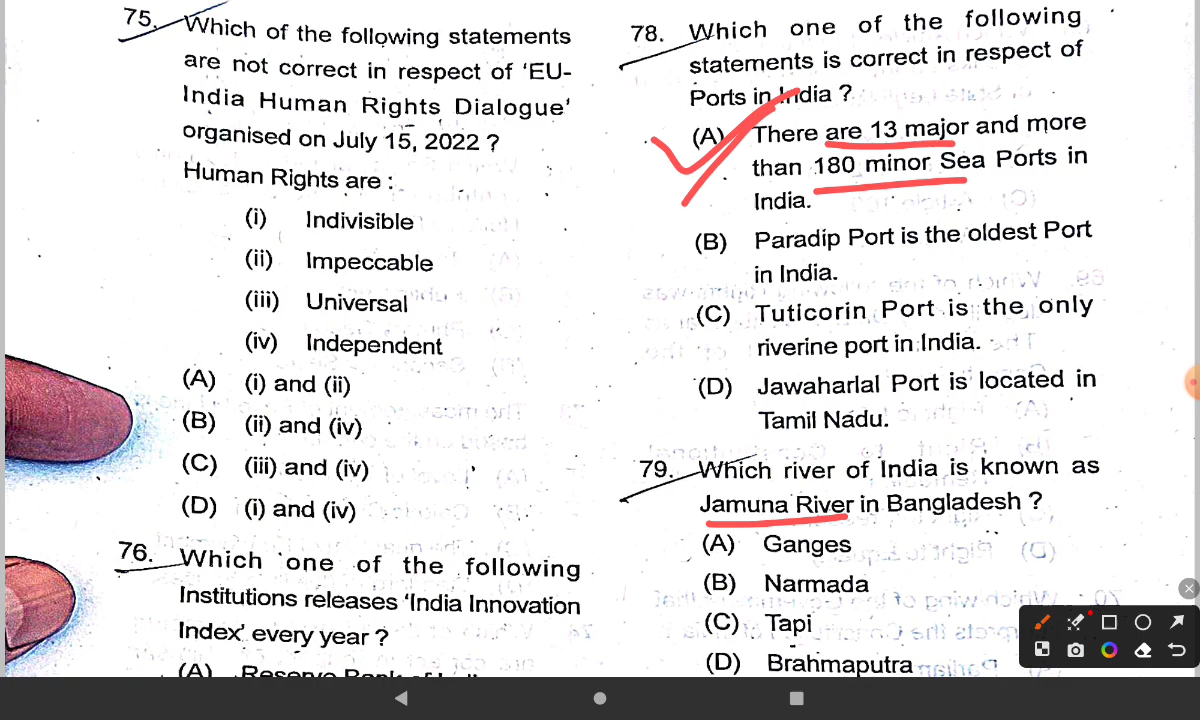 75. Which of the following statements
are not correct in respect of 'EU-
India Human Rights Dialogue'
organised on July 15, 2022 ?
Human Rights are :
(i) Indivisible
(ii) Impeccable
(iii) Universal
(iv) Independent
(A) (i) and (ii)
(B) (ii) and (iv)
(C) (iii) and (iv)
(D) (i) and (iv)
76. Which one of the following
Institutions releases 'India Innovation
Index' every year ?
(A) Reserve Bank of
78. Which one of the following
statements is correct in respect of
Ports in India ?
(A) There are 13 major and more
than 180 minor Sea Ports in
India.
(B) Paradip Port is the oldest Port
in India.
(C) Tuticorin Port is the only
riverine port in India.
(D) Jawaharlal Port is located in
Tamil Nadu.
79. Which river of India is known as
Jamuna River in Bangladesh ?
(A) Ganges
(B) Narmada
(C) Tapi
(D) Brahmaputra